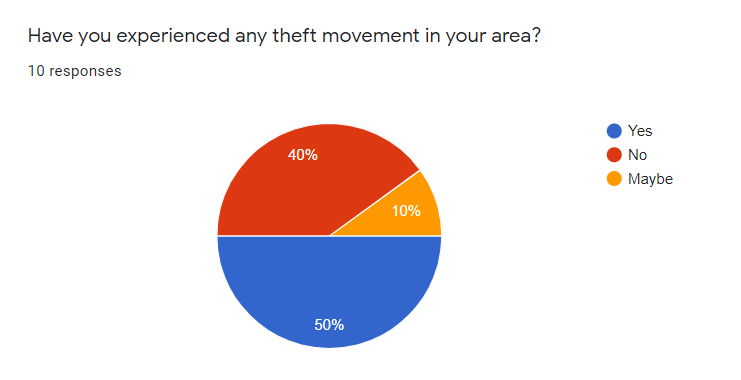 Have you experienced any theft movement in your area?
10 responses
Yes
No
Maybe
40%
10%
50%